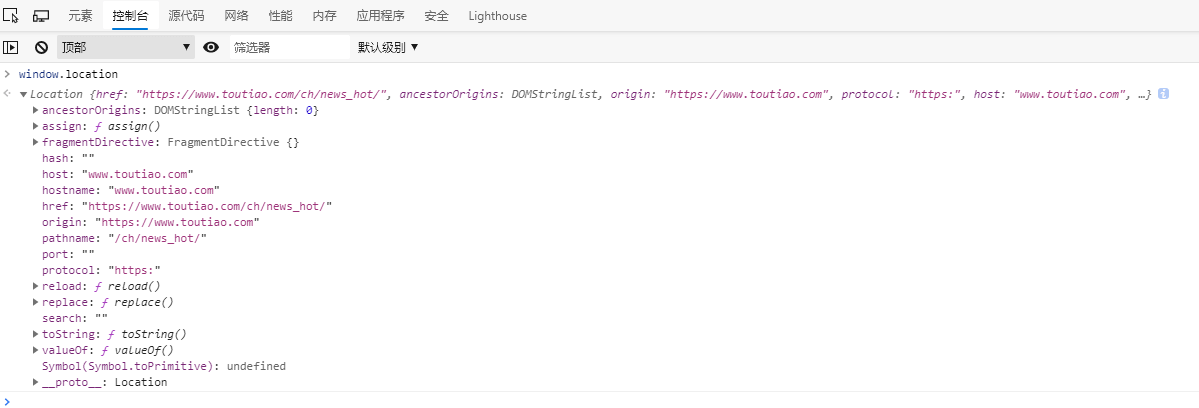 元素 控制台 源代码 网络 性能 内存 应用程序 安全 Lighthouse
顶部 筛选器 默认级别
window.location
Location {href: "https://www.toutiao.com/ch/news_hot/", ancestorOrigins: DOMStringList, origin: "https://www.toutiao.com", protocol: "https:", host: "www.toutiao.com", …}
ancestorOrigins: DOMStringList {length: 0}
assign: ƒ assign()
fragmentDirective: FragmentDirective {}
hash: ""
host: "www.toutiao.com"
hostname: "www.toutiao.com"
href: "https://www.toutiao.com/ch/news_hot/"
origin: "https://www.toutiao.com"
pathname: "/ch/news_hot/"
port: ""
protocol: "https:"
reload: ƒ reload()
replace: ƒ replace()
search: ""
toString: ƒ toString()
valueOf: ƒ valueOf()
Symbol(Symbol.toPrimitive): undefined
__proto__: Location